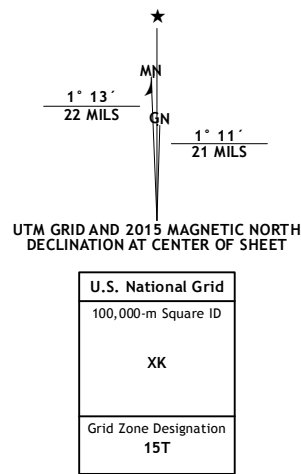 ★
MN
1° 13´
22 MILS
GN
1° 11´
21 MILS
UTM GRID AND 2015 MAGNETIC NORTH
DECLINATION AT CENTER OF SHEET
U.S. National Grid
100,000-m Square ID
XK
Grid Zone Designation
15T